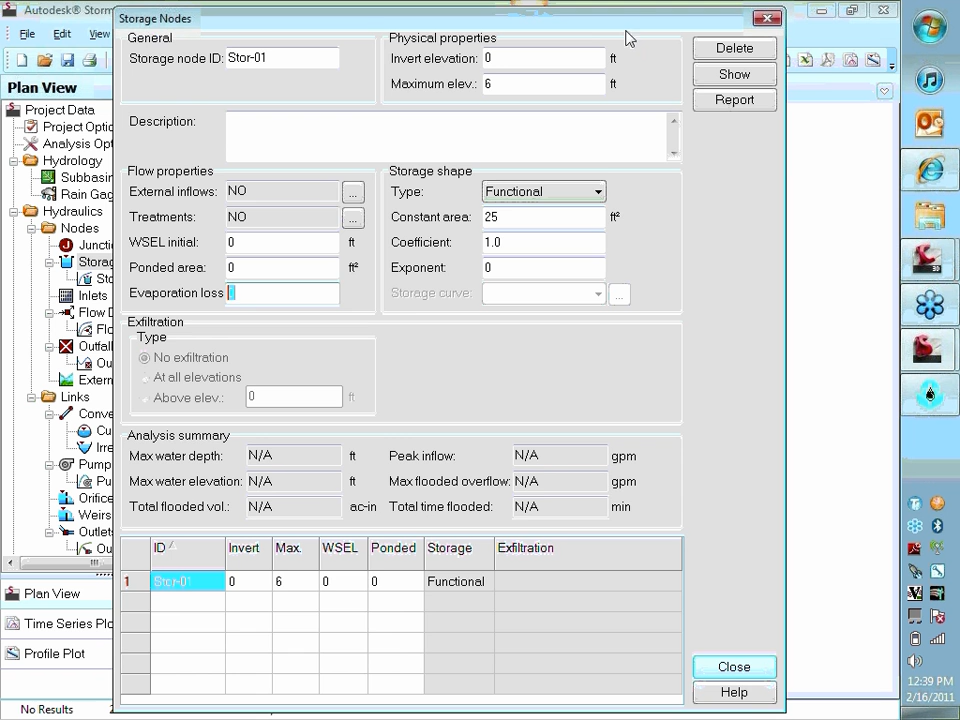 Autodesk® Storm
Storage Nodes
File Edit View
Plan View
Project Data
Project Optic
Analysis Opt
Hydrology
Subbasin
Rain Gag
Hydraulics
Nodes
Juncti
Storag
Sto
Inlets
Flow D
Flo
Outfall
Ou
Extern
Links
Conve
Cu
Irre
Pump
Pu
Orifice
Weirs
Outlets
Ou
Plan View
Time Series Plo
Profile Plot
No Results
General
Storage node ID: Stor-01
Physical properties
Invert elevation: 0 ft
Maximum elev.: 6 ft
Delete
Show
Report
Description:
Flow properties
External inflows: NO ...
Treatments: NO ...
WSEL initial: 0 ft
Ponded area: 0 ft²
Evaporation loss
Storage shape
Type: Functional
Constant area: 25 ft²
Coefficient: 1.0
Exponent: 0
Storage curve: ...
Exfiltration
Type
No exfiltration
At all elevations
Above elev.: 0 ft
Analysis summary
Max water depth: N/A ft Peak inflow: N/A gpm
Max water elevation: N/A ft Max flooded overflow: N/A gpm
Total flooded vol.: N/A ac-in Total time flooded: N/A min
ID Invert Max. WSEL Ponded Storage Exfiltration
1 Stor-01 0 6 0 0 Functional
Close
Help
12:39 PM
2/16/2011